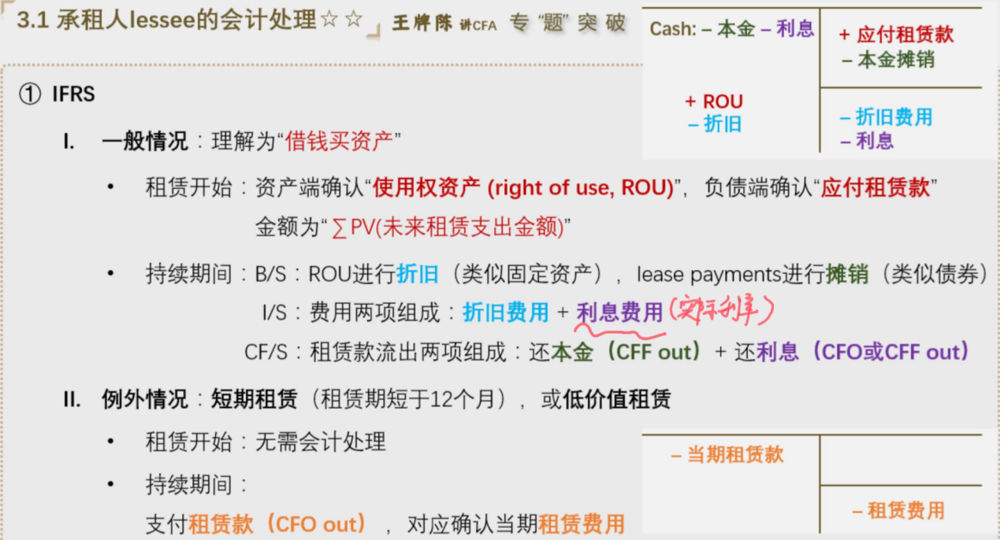 3.1 承租人lessee的会计处理☆☆
王牌陈 讲CFA 专 “题” 突 破
Cash: – 本金 – 利息
+ 应付租赁款
– 本金摊销
+ ROU
– 折旧
– 折旧费用
– 利息
① IFRS
I. 一般情况：理解为“借钱买资产”
• 租赁开始：资产端确认“使用权资产 (right of use, ROU)”，负债端确认“应付租赁款”
金额为“∑PV(未来租赁支出金额)”
• 持续期间：B/S：ROU进行折旧（类似固定资产），lease payments进行摊销（类似债券）
I/S：费用两项组成：折旧费用 + 利息费用 (实际利率)
CF/S：租赁款流出两项组成：还本金（CFF out）+ 还利息（CFO或CFF out）
II. 例外情况：短期租赁（租赁期短于12个月），或低价值租赁
• 租赁开始：无需会计处理
• 持续期间：
支付租赁款（CFO out），对应确认当期租赁费用
– 当期租赁款
– 租赁费用